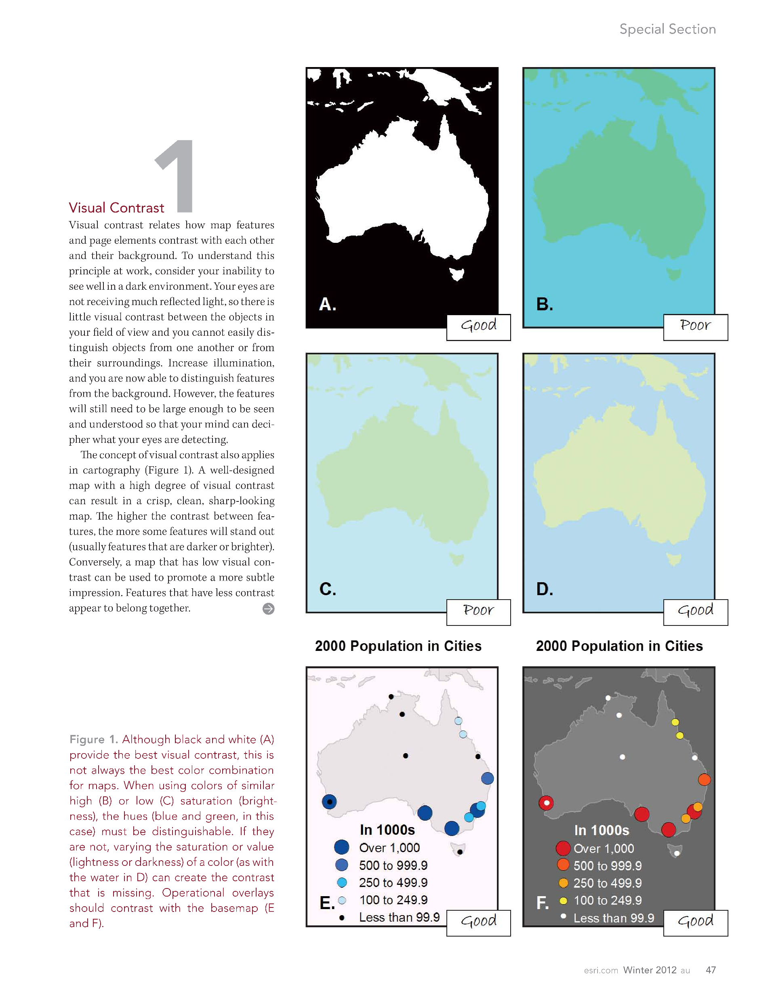 Special Section
1
Visual Contrast
Visual contrast relates how map features
and page elements contrast with each other
and their background. To understand this
principle at work, consider your inability to
see well in a dark environment. Your eyes are
not receiving much reflected light, so there is
little visual contrast between the objects in
your field of view and you cannot easily dis-
tinguish objects from one another or from
their surroundings. Increase illumination,
and you are now able to distinguish features
from the background. However, the features
will still need to be large enough to be seen
and understood so that your mind can deci-
pher what your eyes are detecting.
The concept of visual contrast also applies
in cartography (Figure 1). A well-designed
map with a high degree of visual contrast
can result in a crisp, clean, sharp-looking
map. The higher the contrast between fea-
tures, the more some features will stand out
(usually features that are darker or brighter).
Conversely, a map that has low visual con-
trast can be used to promote a more subtle
impression. Features that have less contrast
appear to belong together.
Figure 1. Although black and white (A)
provide the best visual contrast, this is
not always the best color combination
for maps. When using colors of similar
high (B) or low (C) saturation (bright-
ness), the hues (blue and green, in this
case) must be distinguishable. If they
are not, varying the saturation or value
(lightness or darkness) of a color (as with
the water in D) can create the contrast
that is missing. Operational overlays
should contrast with the basemap (E
and F).
A.
Good
B.
Poor
C.
Poor
D.
Good
2000 Population in Cities
In 1000s
Over 1,000
500 to 999.9
250 to 499.9
100 to 249.9
Less than 99.9
E.
Good
2000 Population in Cities
In 1000s
Over 1,000
500 to 999.9
250 to 499.9
100 to 249.9
Less than 99.9
F.
Good
esri.com Winter 2012 au 47